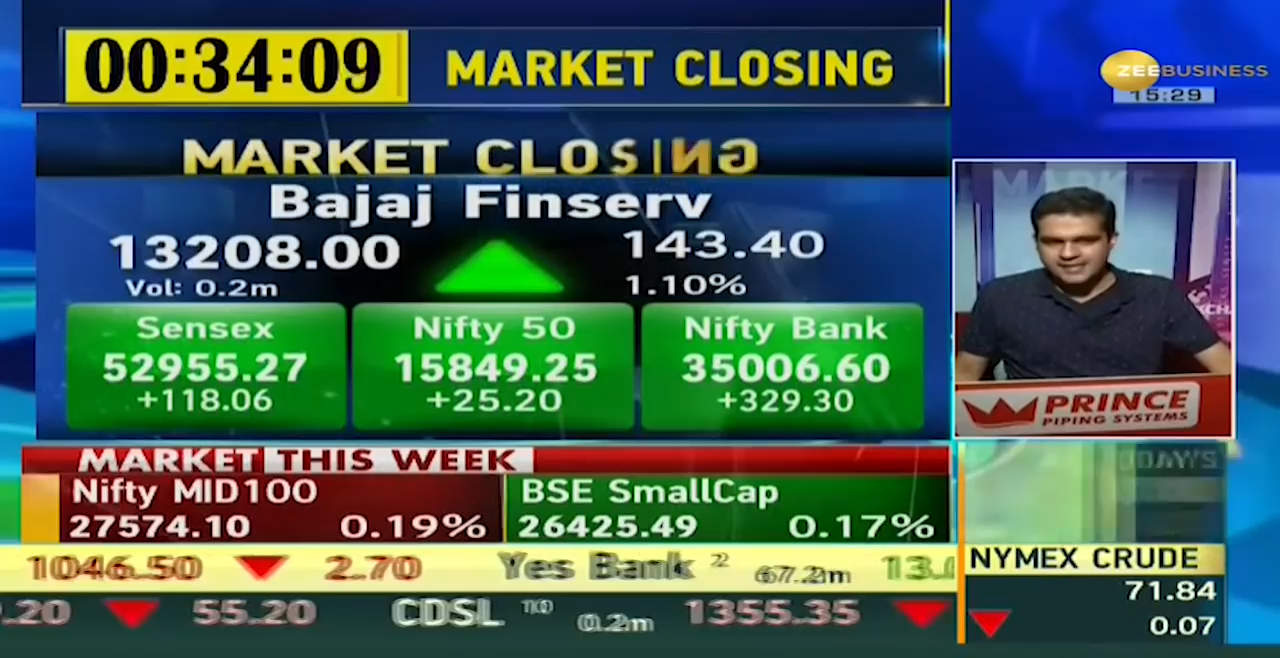 00:34:09 MARKET CLOSING
ZEEBUSINESS
15:29
MARKET CLOSING
Bajaj Finserv
13208.00 143.40
Vol: 0.2m 1.10%
Sensex
52955.27
+118.06
Nifty 50
15849.25
+25.20
Nifty Bank
35006.60
+329.30
PRINCE
PIPING SYSTEMS
MARKET THIS WEEK
Nifty MID100
27574.10 0.19%
BSE SmallCap
26425.49 0.17%
1046.50 2.70 Yes Bank 2 67.2m
.20 55.20 CDSL 10 0.2m 1355.35
NYMEX CRUDE
71.84
0.07